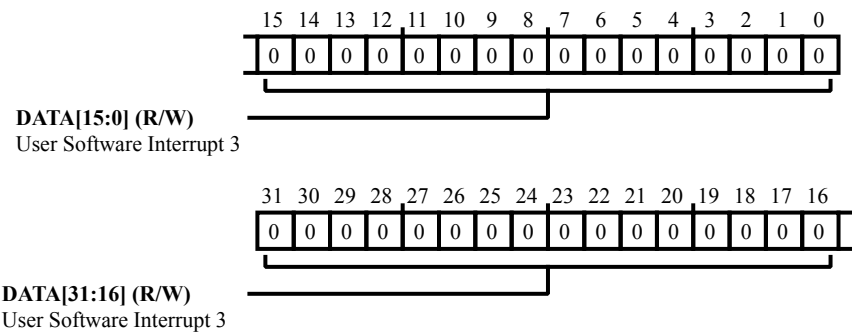 15 14 13 12 11 10 9 8 7 6 5 4 3 2 1 0
0 0 0 0 0 0 0 0 0 0 0 0 0 0 0 0
DATA[15:0] (R/W)
User Software Interrupt 3
31 30 29 28 27 26 25 24 23 22 21 20 19 18 17 16
0 0 0 0 0 0 0 0 0 0 0 0 0 0 0 0
DATA[31:16] (R/W)
User Software Interrupt 3